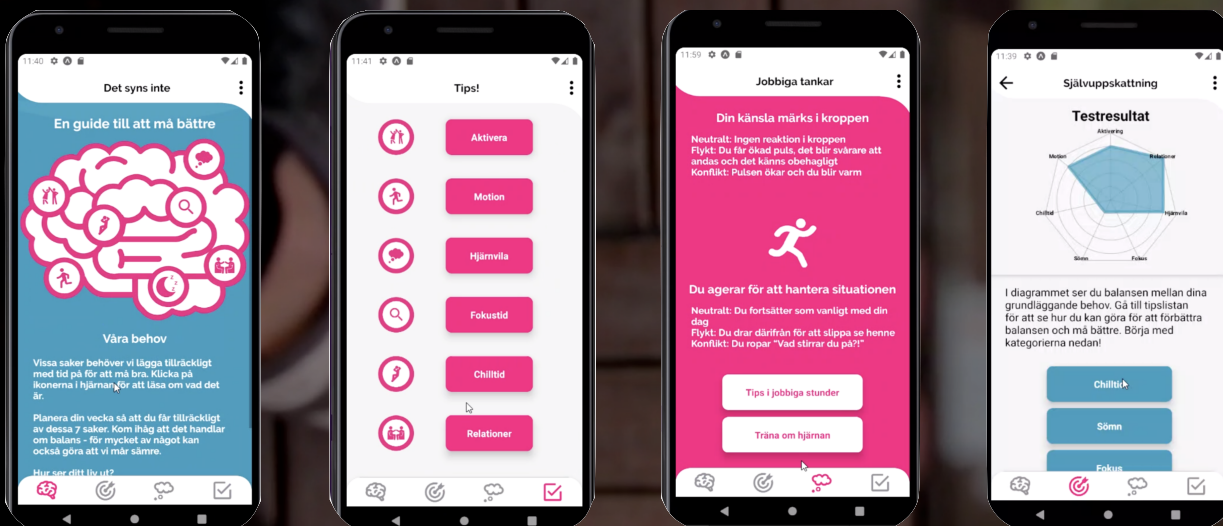 11:40
Det syns inte
En guide till att må bättre
Våra behov
Vissa saker behöver vi lägga tillräckligt
med tid på för att må bra. Klicka på
ikonerna i hjärnan för att läsa om vad det
är.
Planera din vecka så att du får tillräckligt
av dessa 7 saker. Kom ihåg att det handlar
om balans - för mycket av något kan
också göra att vi mår sämre.
Hur ser ditt liv ut?
11:41
Tips!
Aktivera
Motion
Hjärnvila
Fokustid
Chilltid
Relationer
11:59
Jobbiga tankar
Din känsla märks i kroppen
Neutralt: Ingen reaktion i kroppen
Flykt: Du får ökad puls, det blir svårare att
andas och det känns obehagligt
Konflikt: Pulsen ökar och du blir varm
Du agerar för att hantera situationen
Neutral: Du fortsätter som vanligt med din
dag
Flykt: Du drar därifrån för att slippa se henne
Konflikt: Du ropar "Vad stirrar du på?!"
Tips i jobbiga stunder
Träna om hjärnan
11:39
Självuppskattning
Testresultat
Aktivering
Motion
Relationer
Chilltid
Hjärnvila
Sömn
Fokus
I diagrammet ser du balansen mellan dina
grundläggande behov. Gå till tipslistan
för att se hur du kan göra för att förbättra
balansen och må bättre. Börja med
kategorierna nedan!
Chilltid
Sömn
Fokus